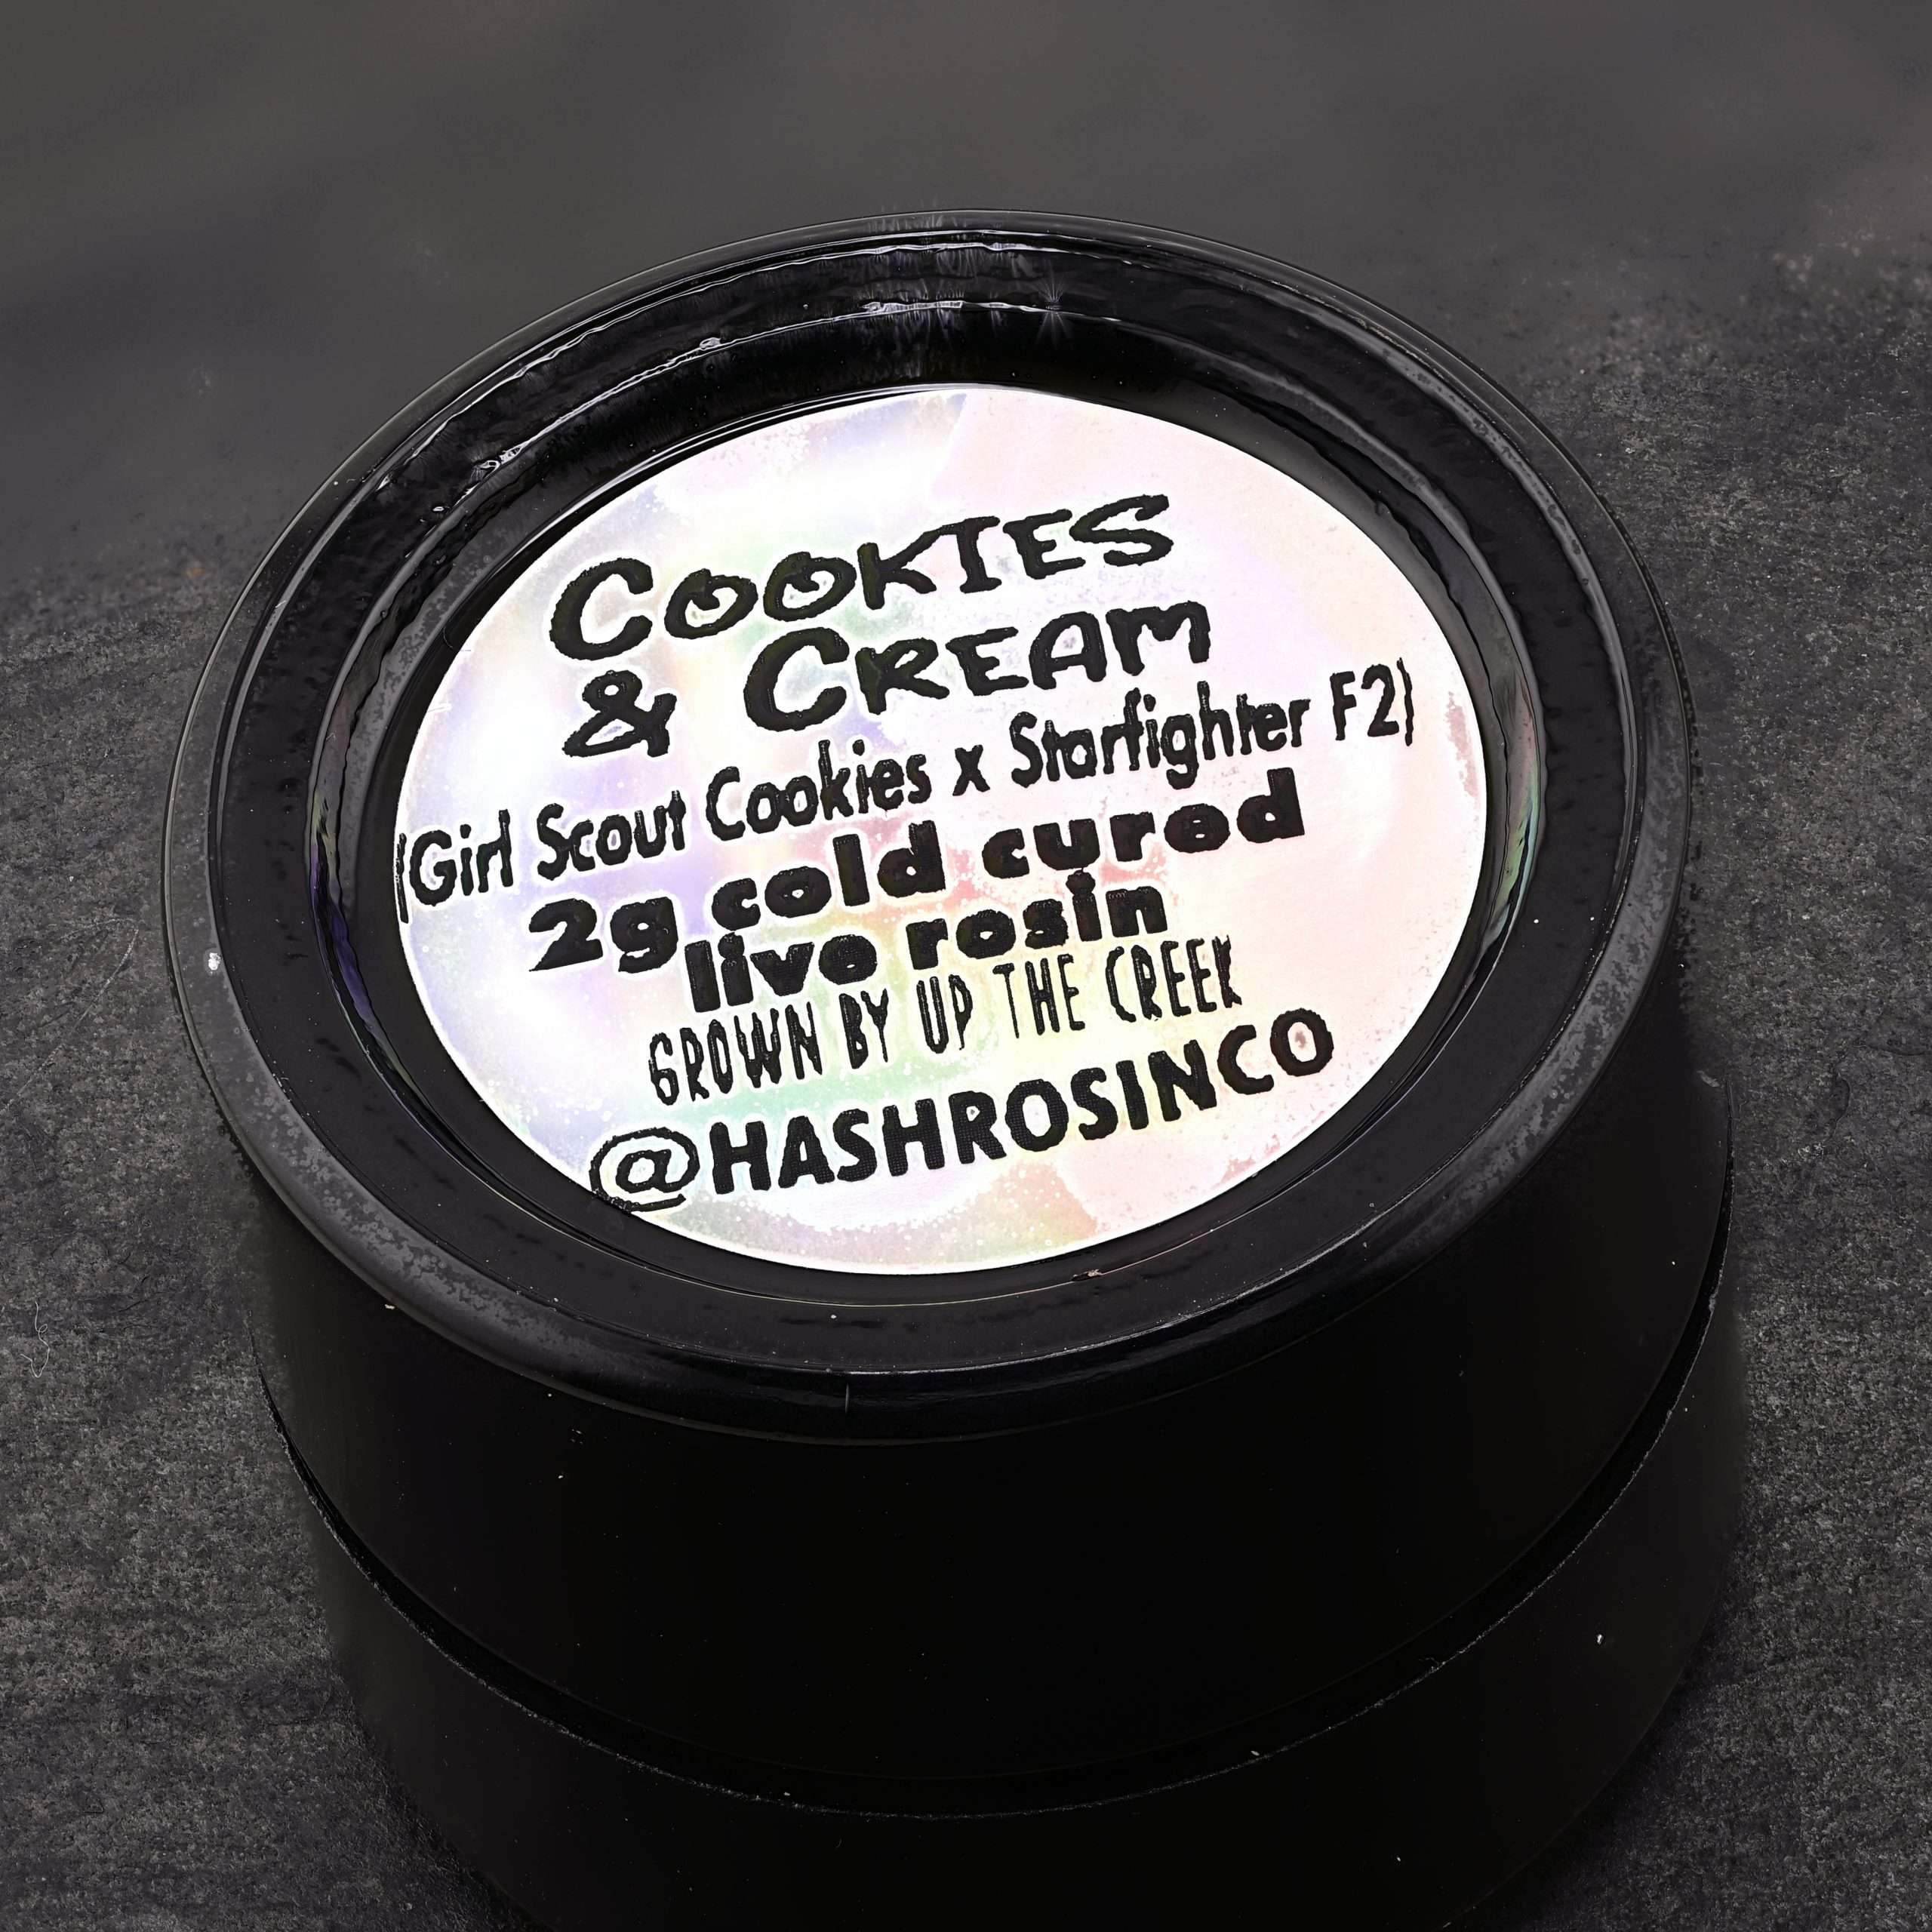 COOKIES
& CREAM
(Girl Scout Cookies x Starfighter F2)
2g cold cured
live rosin
GROWN BY UP THE CREEK
@HASHROSINCO